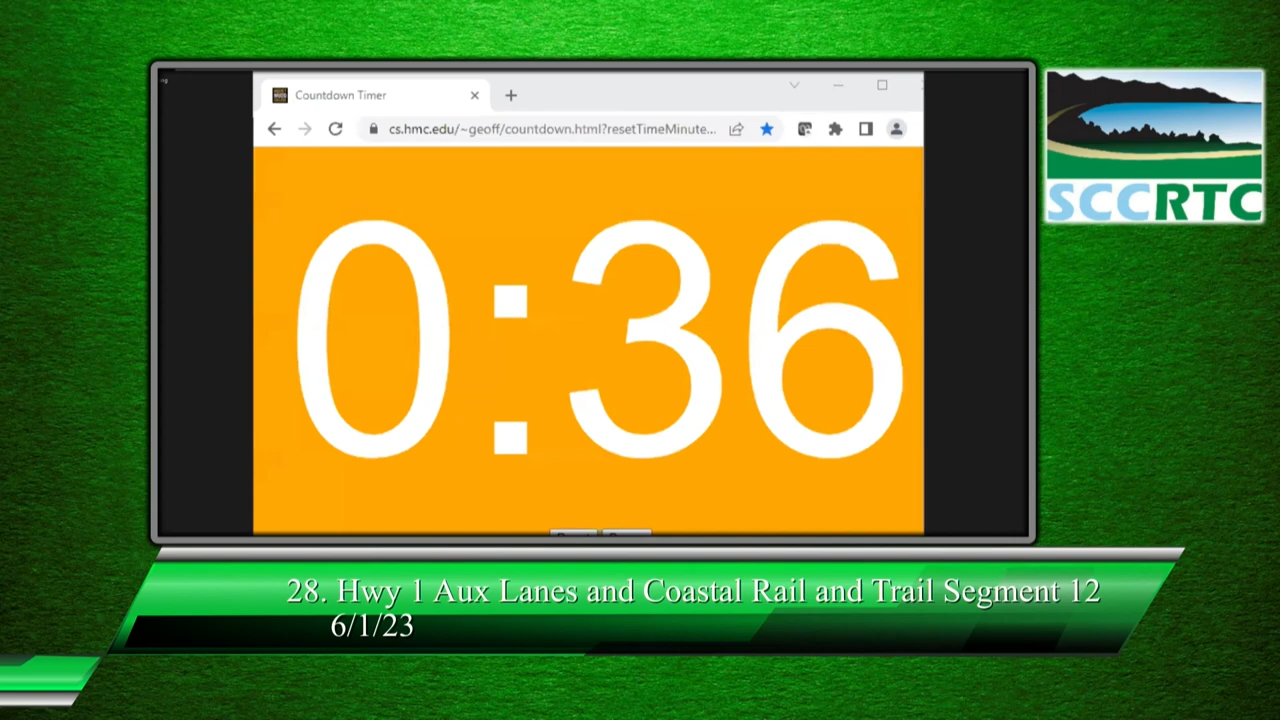 Countdown Timer
cs.hmc.edu/~geoff/countdown.html?resetTimeMinute...
0:36
SCCRTC
28. Hwy 1 Aux Lanes and Coastal Rail and Trail Segment 12
6/1/23